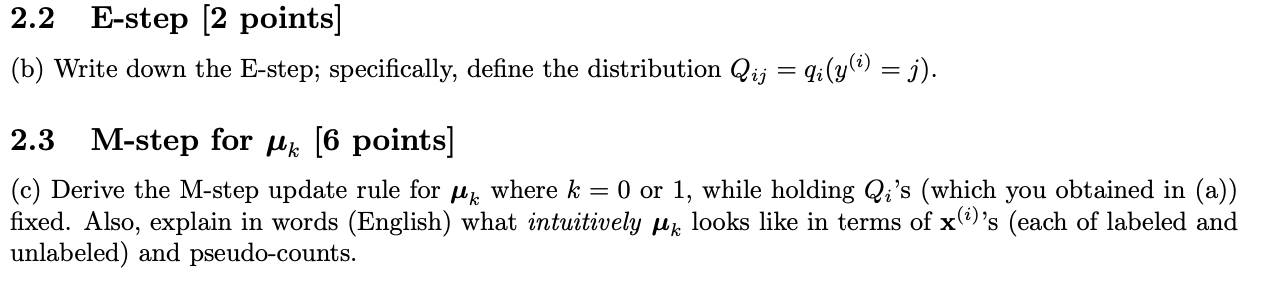 2.2 E-step [2 points]
(b) Write down the E-step; specifically, define the distribution Q_{ij} = q_i(y^{(i)} = j).
2.3 M-step for μ_k [6 points]
(c) Derive the M-step update rule for μ_k where k = 0 or 1, while holding Q_i's (which you obtained in (a))
fixed. Also, explain in words (English) what intuitively μ_k looks like in terms of x^{(i)}'s (each of labeled and
unlabeled) and pseudo-counts.